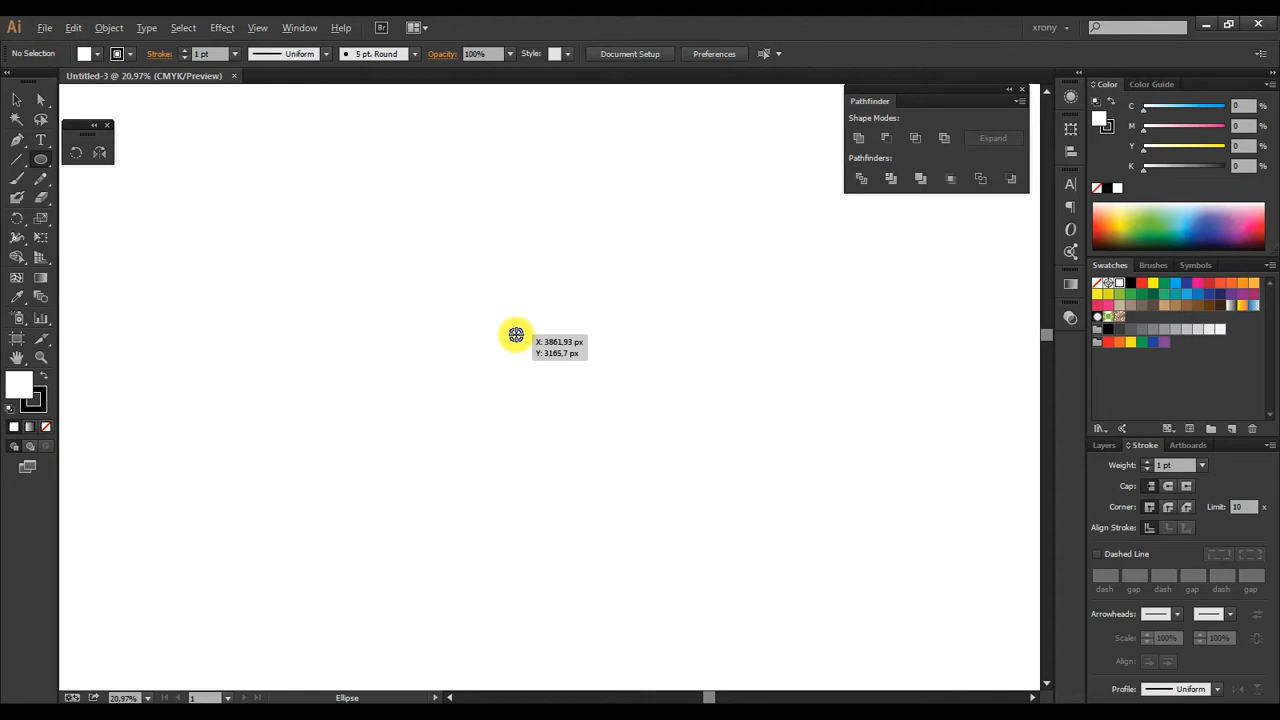 Ai File Edit Object Type Select Effect View Window Help Br xrony
No Selection Stroke: 1 pt Uniform 5 pt. Round Opacity: 100% Style: Document Setup Preferences
Untitled-3 @ 20,97% (CMYK/Preview)
Pathfinder
Shape Modes:
Expand
Pathfinders:
X: 3861,93 px
Y: 3165,7 px
Color Color Guide
C 0 %
M 0 %
Y 0 %
K 0 %
Swatches Brushes Symbols
Layers Stroke Artboards
Weight: 1 pt
Cap:
Corner: Limit: 10 x
Align Stroke:
Dashed Line
dash gap dash gap dash gap
Arrowheads:
Scale: 100% 100%
Align:
Profile: Uniform
20,97% 1 Ellipse